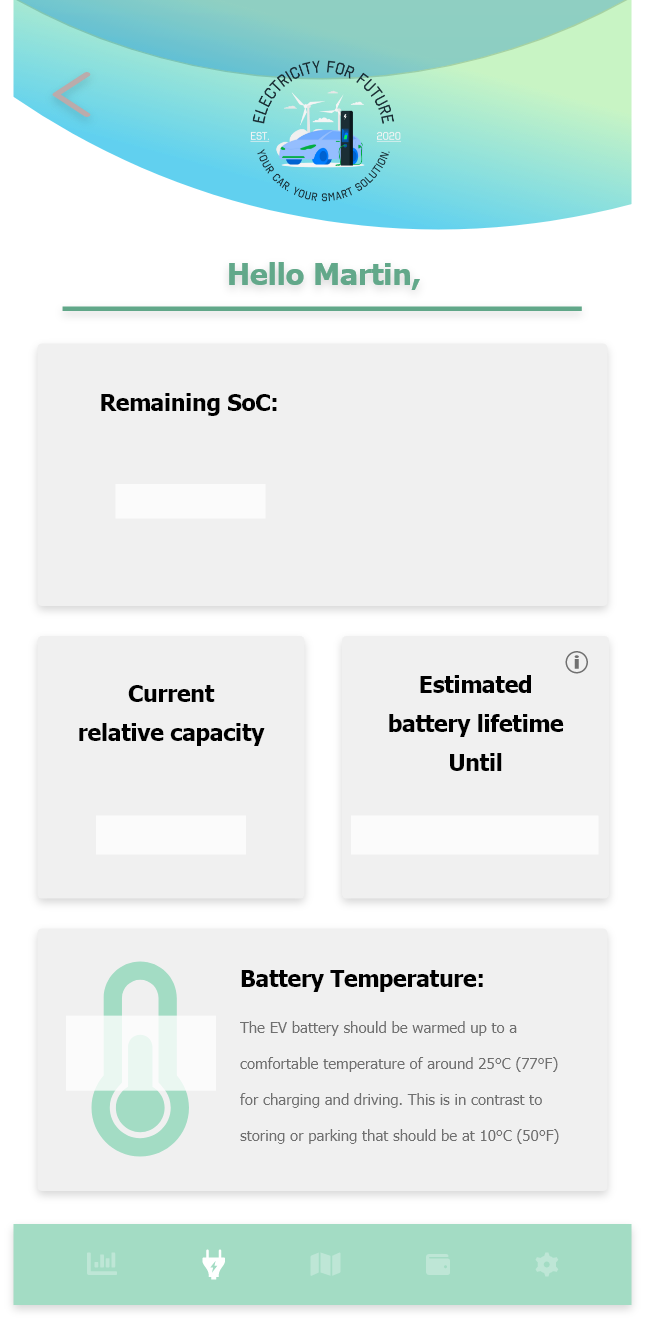 ELECTRICITY FOR FUTURE
EST.
2020
YOUR CAR. YOUR SMART SOLUTION.
Hello Martin,
Remaining SoC:
Current
relative capacity
Estimated
battery lifetime
Until
Battery Temperature:
The EV battery should be warmed up to a
comfortable temperature of around 25°C (77°F)
for charging and driving. This is in contrast to
storing or parking that should be at 10°C (50°F)